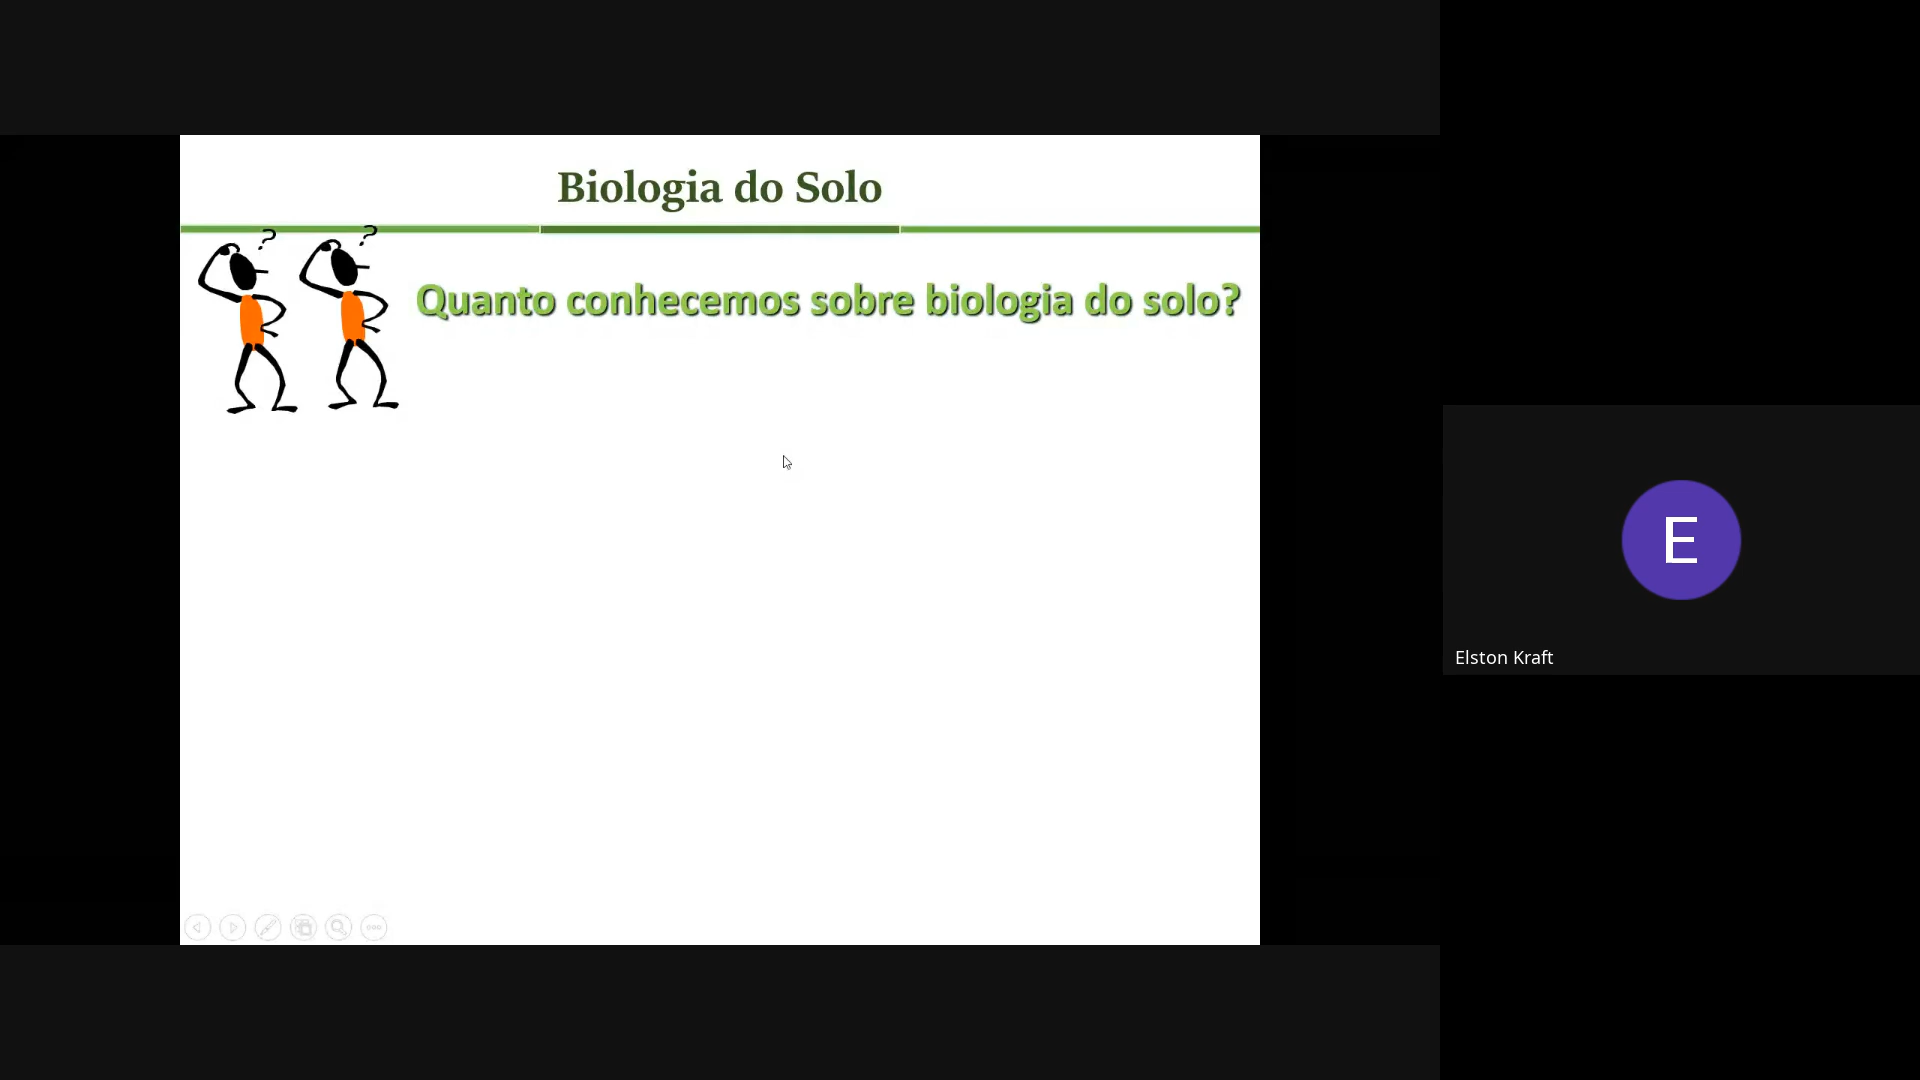 Biologia do Solo
? ?
Quanto conhecemos sobre biologia do solo?
E
Elston Kraft